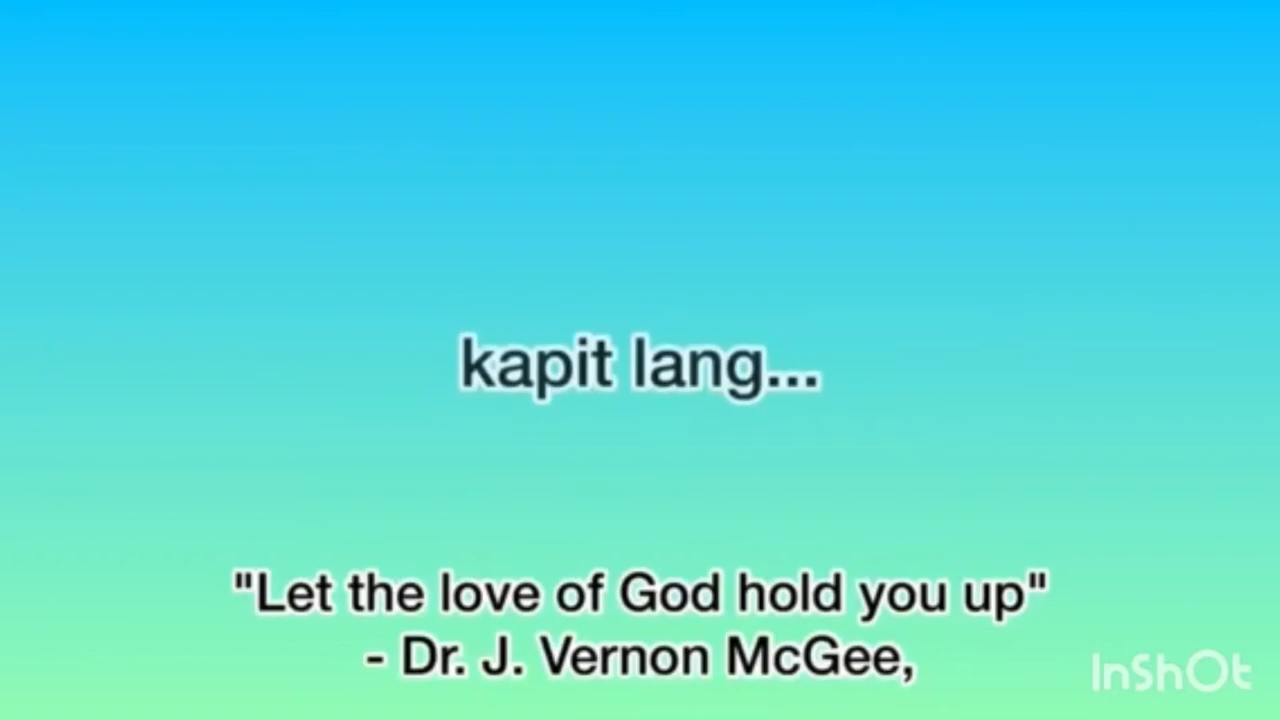 kapit lang...
"Let the love of God hold you up"
- Dr. J. Vernon McGee,
InShOt